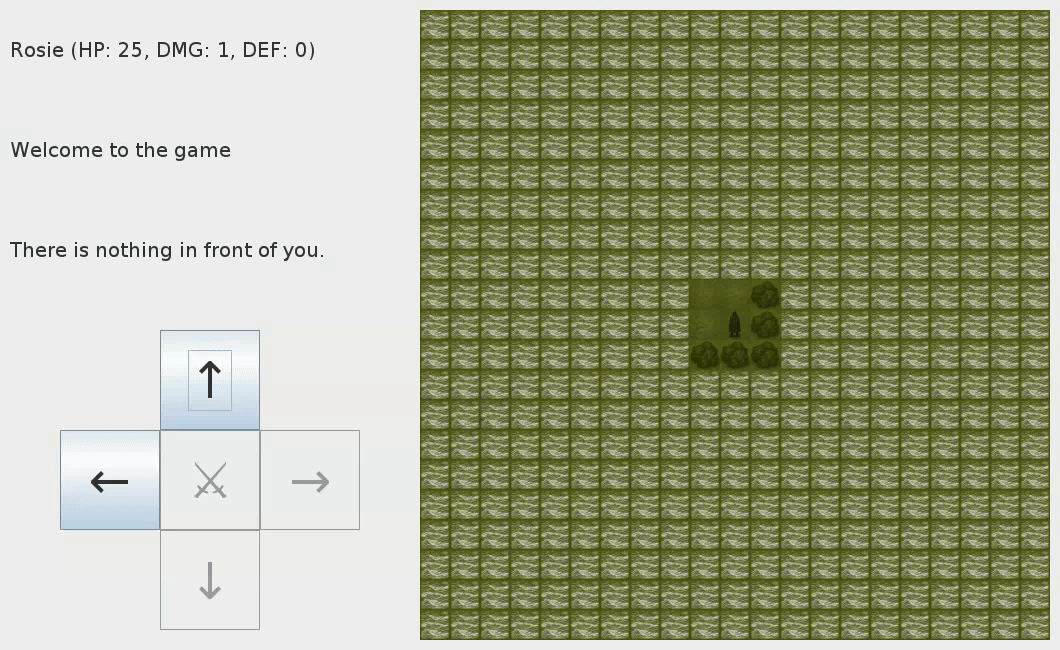 Rosie (HP: 25, DMG: 1, DEF: 0)
Welcome to the game
There is nothing in front of you.
↑
← ⚔ →
↓